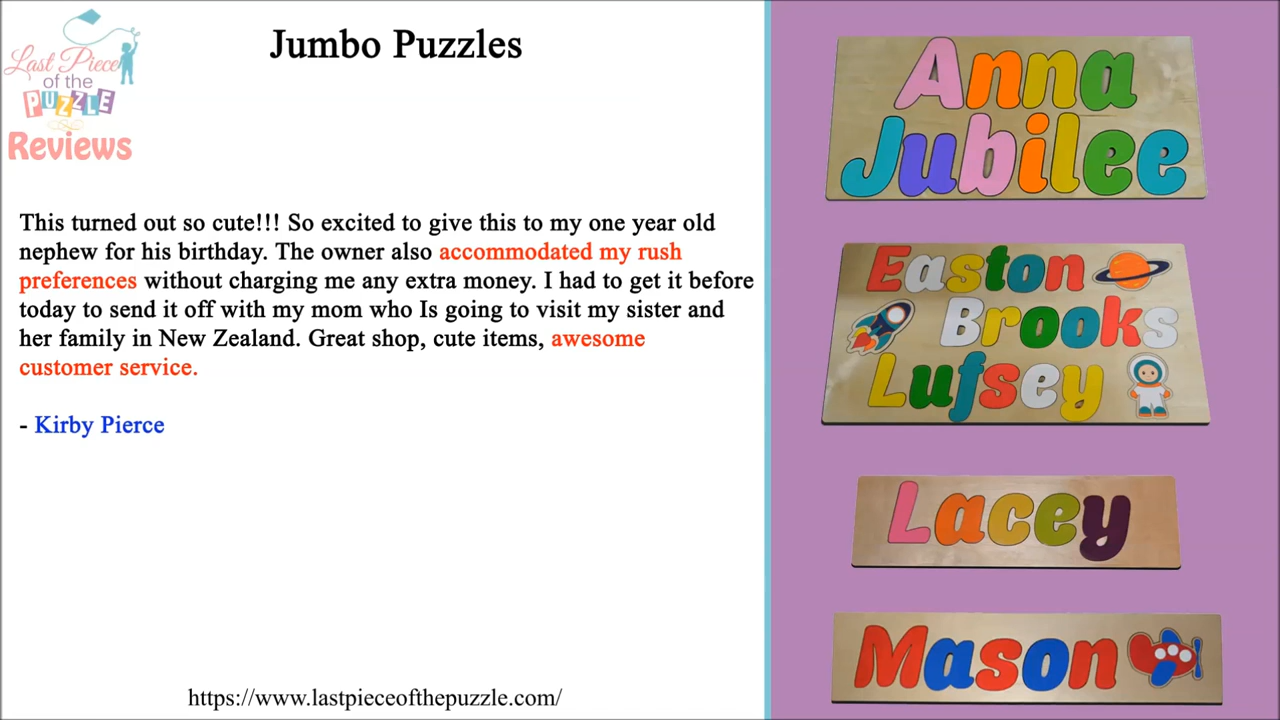 Last Piece
of the
PUZZLE
Reviews
Jumbo Puzzles
This turned out so cute!!! So excited to give this to my one year old
nephew for his birthday. The owner also accommodated my rush
preferences without charging me any extra money. I had to get it before
today to send it off with my mom who Is going to visit my sister and
her family in New Zealand. Great shop, cute items, awesome
customer service.
- Kirby Pierce
https://www.lastpieceofthepuzzle.com/
Anna
Jubilee
Easton
Brooks
Lufsey
Lacey
Mason